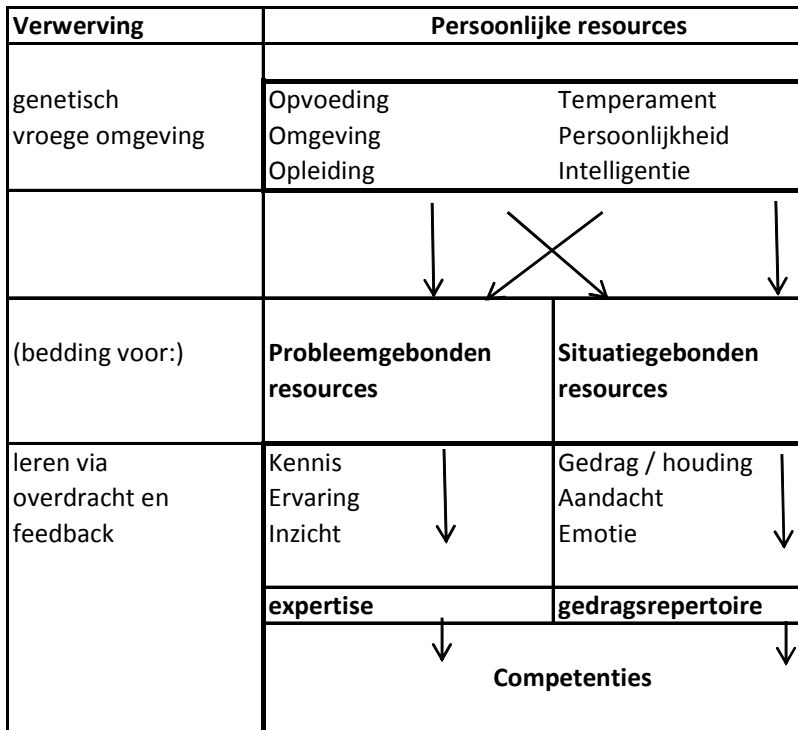 Verwerving Persoonlijke resources
genetisch Opvoeding Temperament
vroege omgeving Omgeving Persoonlijkheid
Opleiding Intelligentie
(bedding voor:) Probleemgebonden Situatiegebonden
resources resources
leren via Kennis Gedrag / houding
overdracht en Ervaring Aandacht
feedback Inzicht Emotie
expertise gedragsrepertoire
Competenties